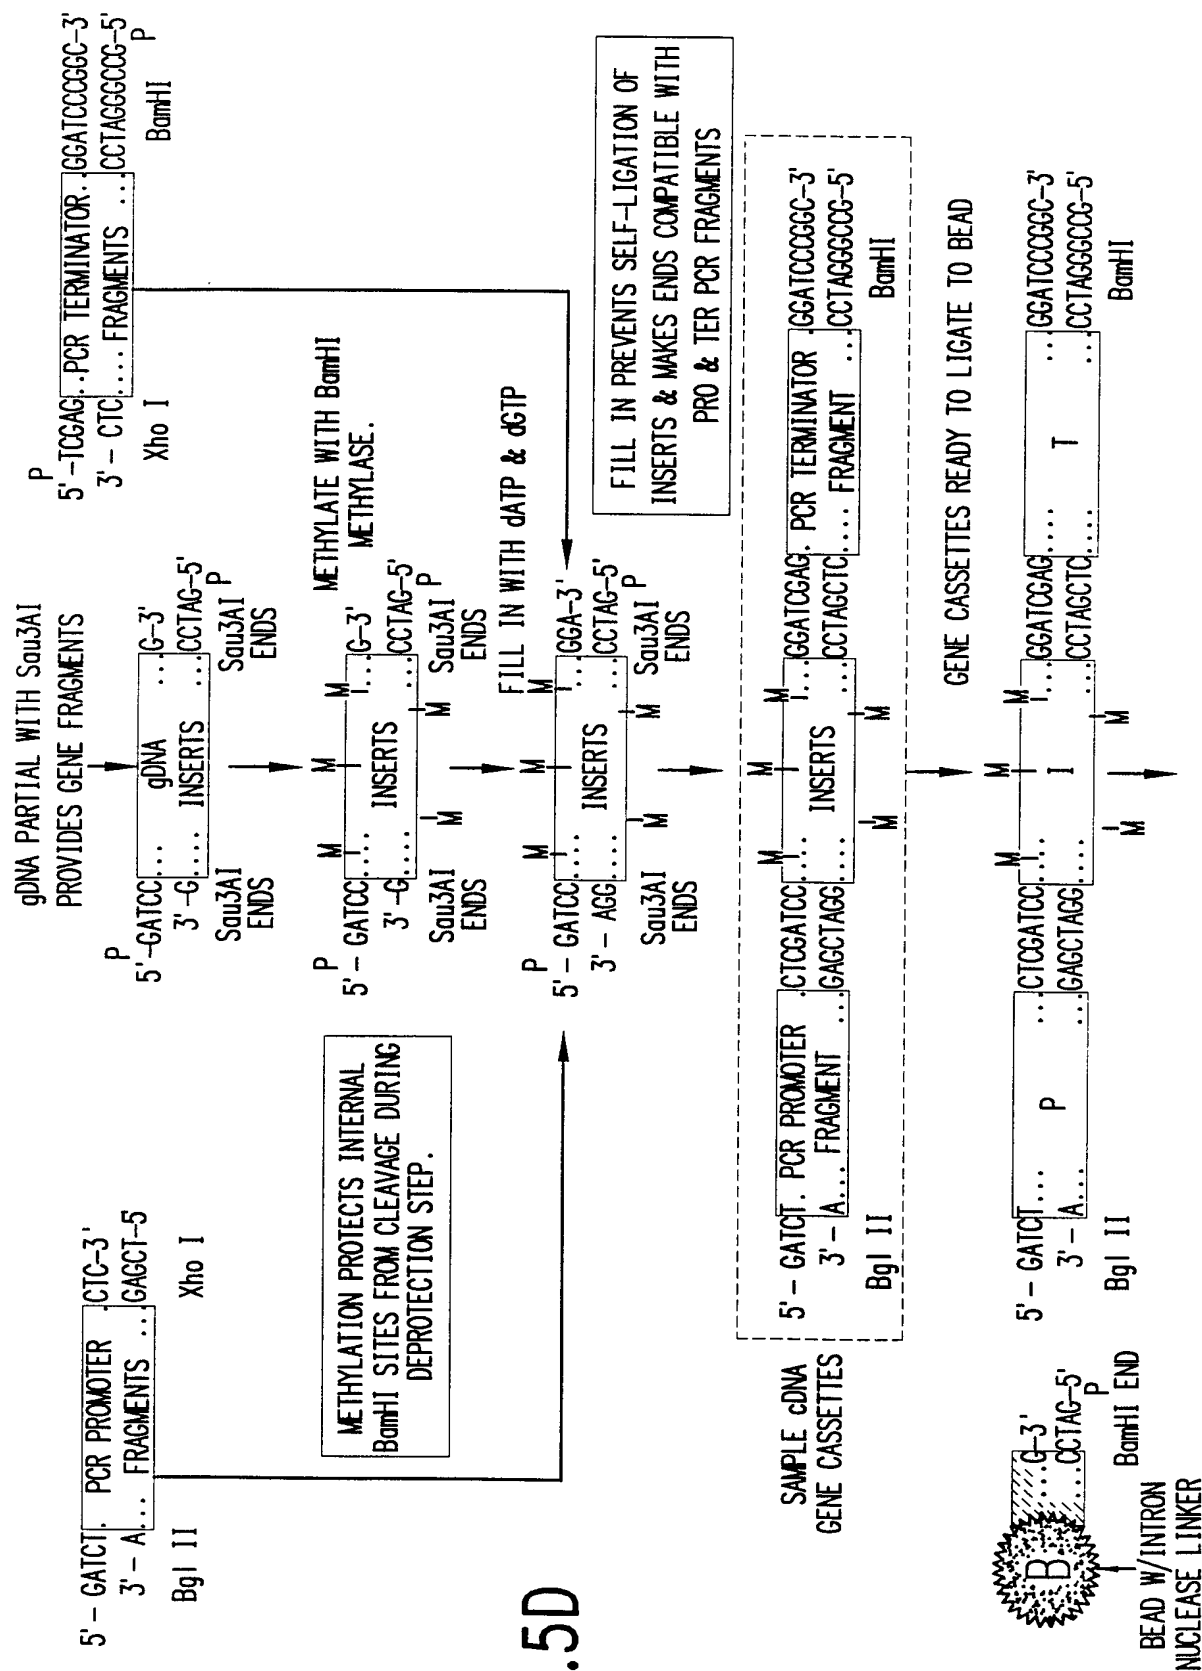 gDNA PARTIAL WITH Sau3AI
PROVIDES GENE FRAGMENTS
5'- GATCT. PCR PROMOTER .CTC-3'
3'- A... FRAGMENTS ...GAGCT-5
Bgl II
Xho I
P
5'-GATCC... gDNA ...G-3'
3'-G.... INSERTS ...CCTAG-5'
P
Sau3AI
ENDS
Sau3AI
ENDS
P
5'-TCGAG..PCR TERMINATOR..GGATCCCGGC-3'
3'- CTC.... FRAGMENTS ...CCTAGGGCCG-5'
P
Xho I
BamHI
METHYLATE WITH BamHI
METHYLASE.
METHYLATION PROTECTS INTERNAL
BamHI SITES FROM CLEAVAGE DURING
DEPROTECTION STEP.
M M M
P
5'- GATCC.... ...G-3'
INSERTS
3'-G.... ...CCTAG-5'
P
M M
Sau3AI
ENDS
Sau3AI
ENDS
FILL IN WITH dATP & dGTP
M M M
P
5'- GATCC.... ...GGA-3'
INSERTS
3'- AGG.... ...CCTAG-5'
P
M M
Sau3AI
ENDS
Sau3AI
ENDS
FILL IN PREVENTS SELF-LIGATION OF
INSERTS & MAKES ENDS COMPATIBLE WITH
PRO & TER PCR FRAGMENTS
.5D
SAMPLE cDNA
GENE CASSETTES
M M M
5'- GATCT. PCR PROMOTER .CTCGATCC.... ...GGATCGAG. PCR TERMINATOR .GGATCCCGGC-3'
INSERTS
3'- A... FRAGMENT ...GAGCTAGG.... ...CCTAGCTC.... FRAGMENT ...CCTAGGGCCG-5'
M M
Bgl II
BamHI
GENE CASSETTES READY TO LIGATE TO BEAD
B
...G-3'
...CCTAG-5'
P
BamHI END
BEAD W/INTRON
NUCLEASE LINKER
M M M
5'- GATCT... ...CTCGATCC.... ...GGATCGAG.... ...GGATCCCGGC-3'
P I T
3'- A... ...GAGCTAGG.... ...CCTAGCTC.... ...CCTAGGGCCG-5'
M M
Bgl II
BamHI